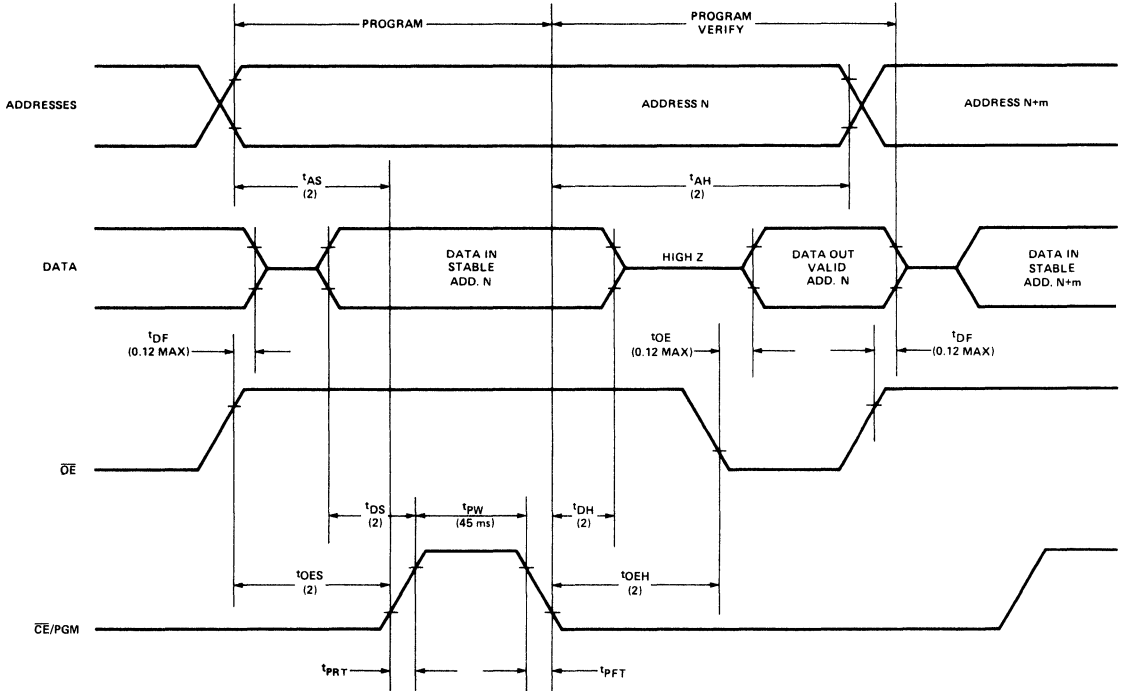 PROGRAM
PROGRAM
VERIFY
ADDRESSES
ADDRESS N
ADDRESS N+m
tAS
(2)
tAH
(2)
DATA
DATA IN
STABLE
ADD. N
HIGH Z
DATA OUT
VALID
ADD. N
DATA IN
STABLE
ADD. N+m
tDF
(0.12 MAX)
tOE
(0.12 MAX)
tDF
(0.12 MAX)
OE
tDS
(2)
tPW
(45 ms)
tDH
(2)
tOES
(2)
tOEH
(2)
CE/PGM
tPRT
tPFT